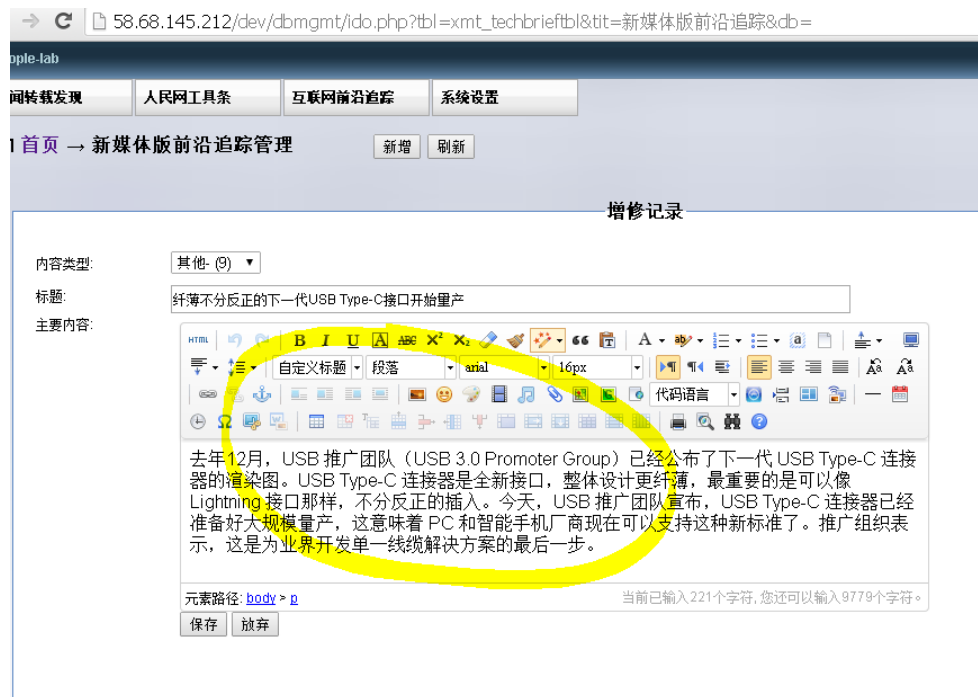 58.68.145.212/dev/dbmgmt/ido.php?tbl=xmt_techbrieftbl&tit=新媒体版前沿追踪&db=
ople-lab
闻转载发现 人民网工具条 互联网前沿追踪 系统设置
首页 → 新媒体版前沿追踪管理 新增 刷新
增修记录
内容类型: 其他- (9)
标题: 纤薄不分反正的下一代USB Type-C接口开始量产
主要内容:
HTML B I U A ABC X² X₂ A
自定义标题 段落 arial 16px
代码语言
去年12月，USB 推广团队（USB 3.0 Promoter Group）已经公布了下一代 USB Type-C 连接
器的渲染图。USB Type-C 连接器是全新接口，整体设计更纤薄，最重要的是可以像
Lightning 接口那样，不分反正的插入。今天，USB 推广团队宣布，USB Type-C 连接器已经
准备好大规模量产，这意味着 PC 和智能手机厂商现在可以支持这种新标准了。推广组织表
示，这是为业界开发单一线缆解决方案的最后一步。
元素路径: body > p 当前已输入221个字符, 您还可以输入9779个字符。
保存 放弃